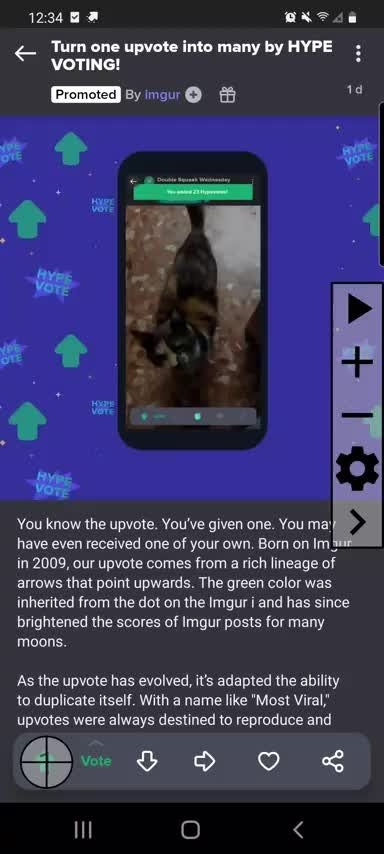 12:34
Turn one upvote into many by HYPE
VOTING!
Promoted By imgur
1 d
HYPE
VOTE
HYPE
VOTE
HYPE
VOTE
Double Squeak Wednesday
You added 23 Hypevotes!
HYPE
VOTE
HYPE
VOTE
HYPE
VOTE
You know the upvote. You’ve given one. You may
have even received one of your own. Born on Imgur
in 2009, our upvote comes from a rich lineage of
arrows that point upwards. The green color was
inherited from the dot on the Imgur i and has since
brightened the scores of Imgur posts for many
moons.
As the upvote has evolved, it’s adapted the ability
to duplicate itself. With a name like "Most Viral,"
upvotes were always destined to reproduce and
Vote